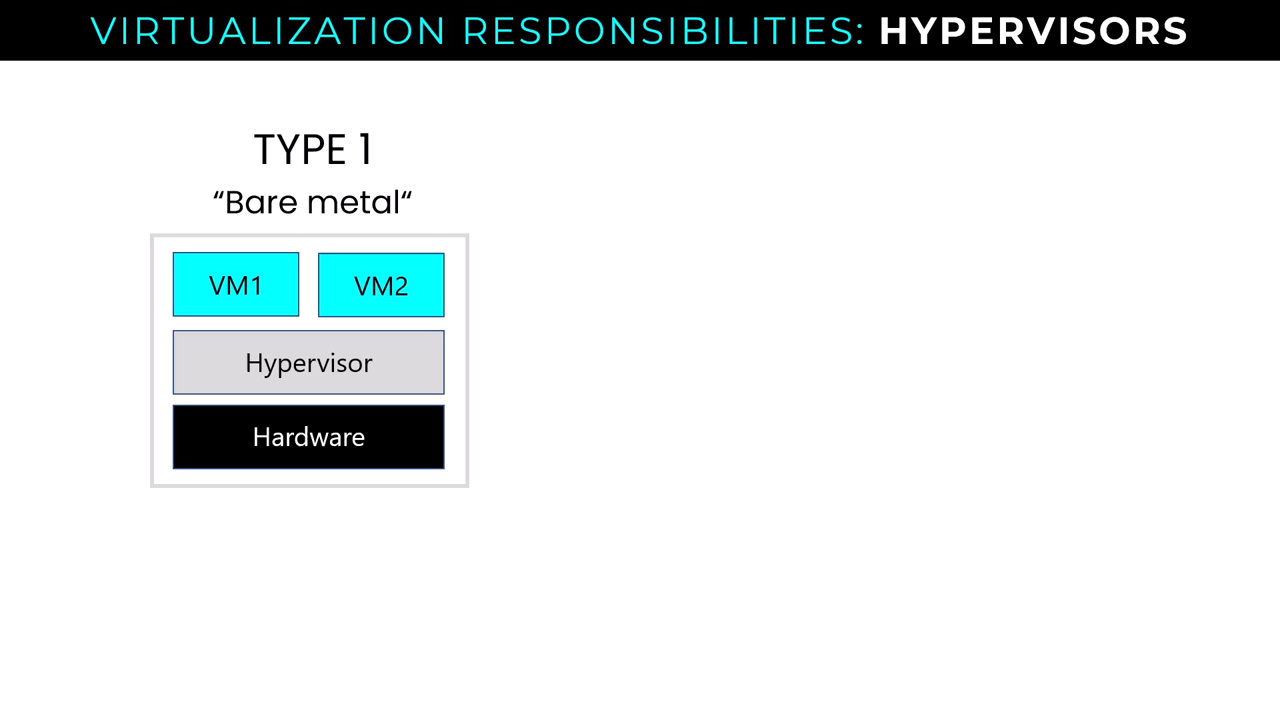 VIRTUALIZATION RESPONSIBILITIES: HYPERVISORS
TYPE 1
“Bare metal“
VM1 VM2
Hypervisor
Hardware